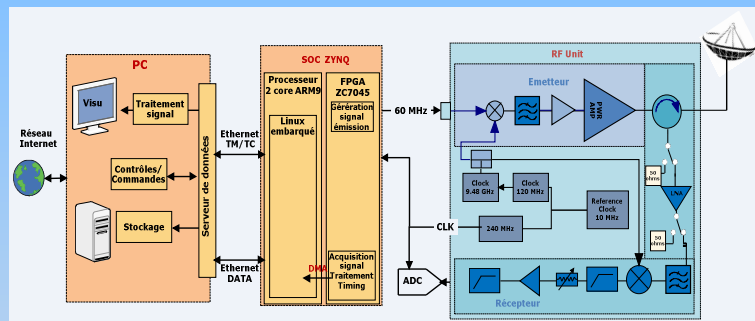 PC
Visu
Traitement
signal
Réseau
Internet
Contrôles/
Commandes
Stockage
Serveur de données
Ethernet
TM/TC
Ethernet
DATA
SOC ZYNQ
Processeur
2 core ARM9
Linux
embarqué
FPGA
ZC7045
Gérération
signal
émission
DMA
Acquisition
signal
Traitement
Timing
60 MHz
CLK
ADC
RF Unit
Emetteur
PWR
AMP
Clock
9.48 GHz
Clock
120 MHz
Reference
Clock
10 MHz
240 MHz
50
ohms
LNA
50
ohms
Récepteur